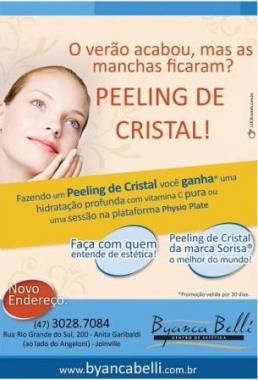 O verão acabou, mas as
manchas ficaram?
PEELING DE
CRISTAL!
Fazendo um Peeling de Cristal você ganha* uma
hidratação profunda com vitamina C pura ou
uma sessão na plataforma Physio Plate
Faça com quem
entende de estética!
Peeling de Cristal
da marca Sorisa®
o melhor do mundo!
*Promoção válida por 30 dias.
Novo
Endereço:
(47) 3028.7084
Rua Rio Grande do Sul, 200 - Anita Garibaldi
(ao lado do Angeloni) - Joinville
Byanca Belli
CENTRO DE ESTÉTICA
www.byancabelli.com.br